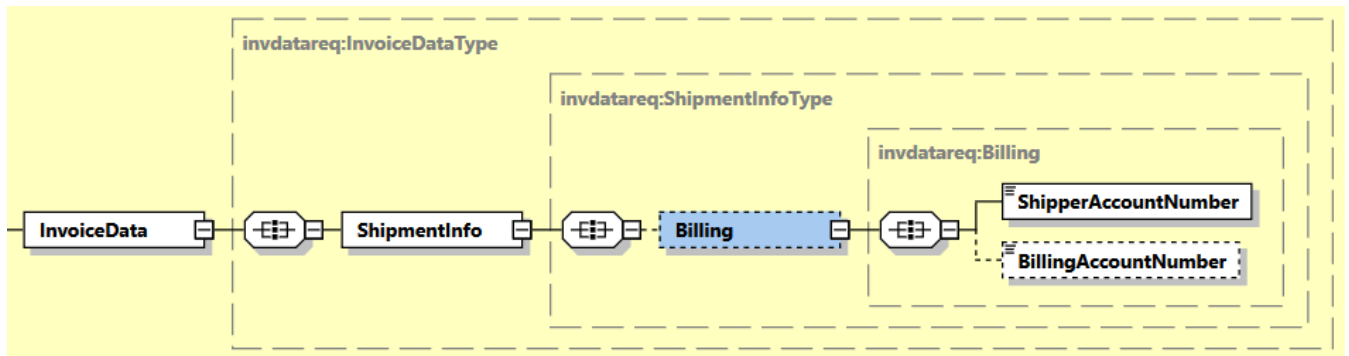 invdatareq:InvoiceDataType
invdatareq:ShipmentInfoType
invdatareq:Billing
InvoiceData
ShipmentInfo
Billing
ShipperAccountNumber
BillingAccountNumber